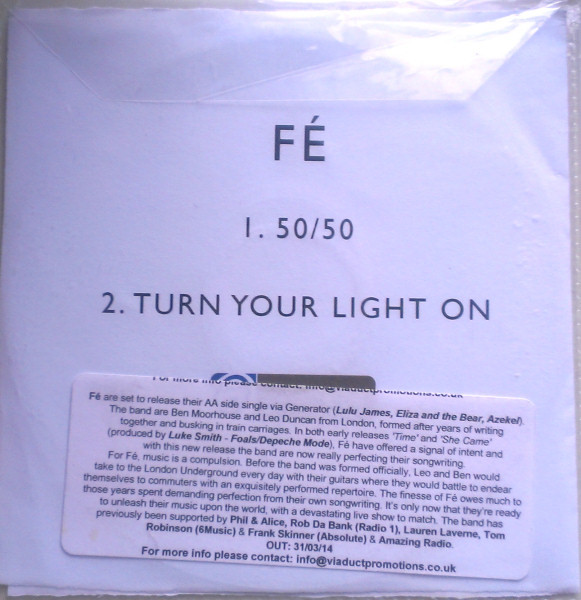 FÉ
1. 50/50
2. TURN YOUR LIGHT ON
For more info please contact: info@viaductpromotions.co.uk
Fé are set to release their AA side single via Generator (Lulu James, Eliza and the Bear, Azekel).
The band are Ben Moorhouse and Leo Duncan from London, formed after years of writing
together and busking in train carriages. In both early releases 'Time' and 'She Came'
(produced by Luke Smith - Foals/Depeche Mode), Fé have offered a signal of intent and
with this new release the band are now really perfecting their songwriting.
For Fé, music is a compulsion. Before the band was formed officially, Leo and Ben would
take to the London Underground every day with their guitars where they would battle to endear
themselves to commuters with an exquisitely performed repertoire. The finesse of Fé owes much to
those years spent demanding perfection from their own songwriting. It's only now that they're ready
to unleash their music upon the world, with a devastating live show to match. The band has
previously been supported by Phil & Alice, Rob Da Bank (Radio 1), Lauren Laverne, Tom
Robinson (6Music) & Frank Skinner (Absolute) & Amazing Radio.
OUT: 31/03/14
For more info please contact: info@viaductpromotions.co.uk